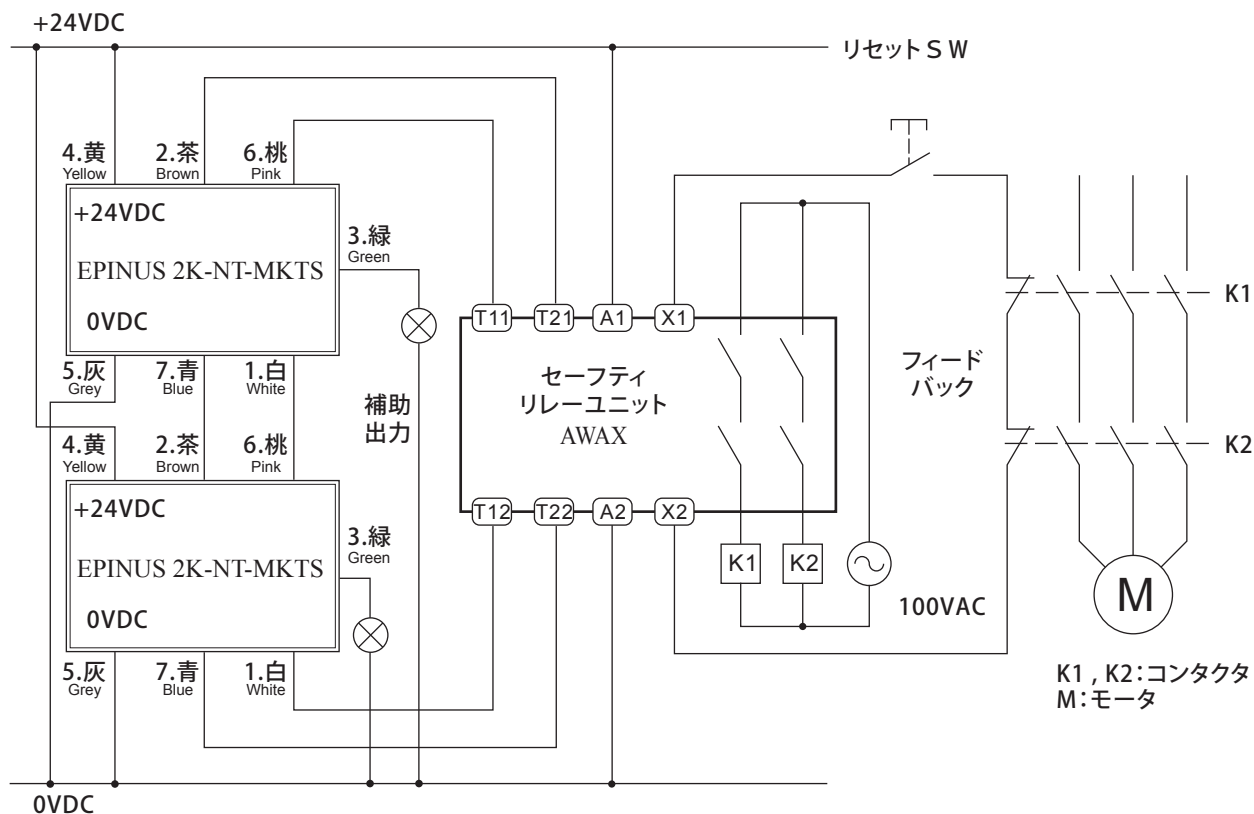 +24VDC
リセットSW
4.黄
Yellow
2.茶
Brown
6.桃
Pink
+24VDC
EPINUS 2K-NT-MKTS
0VDC
3.緑
Green
5.灰
Grey
7.青
Blue
1.白
White
補助
出力
4.黄
Yellow
2.茶
Brown
6.桃
Pink
+24VDC
EPINUS 2K-NT-MKTS
0VDC
3.緑
Green
5.灰
Grey
7.青
Blue
1.白
White
0VDC
T11
T21
A1
X1
セーフティ
リレーユニット
AWAX
T12
T22
A2
X2
K1
K2
100VAC
フィード
バック
K1
K2
M
K1 , K2:コンタクタ
M:モータ